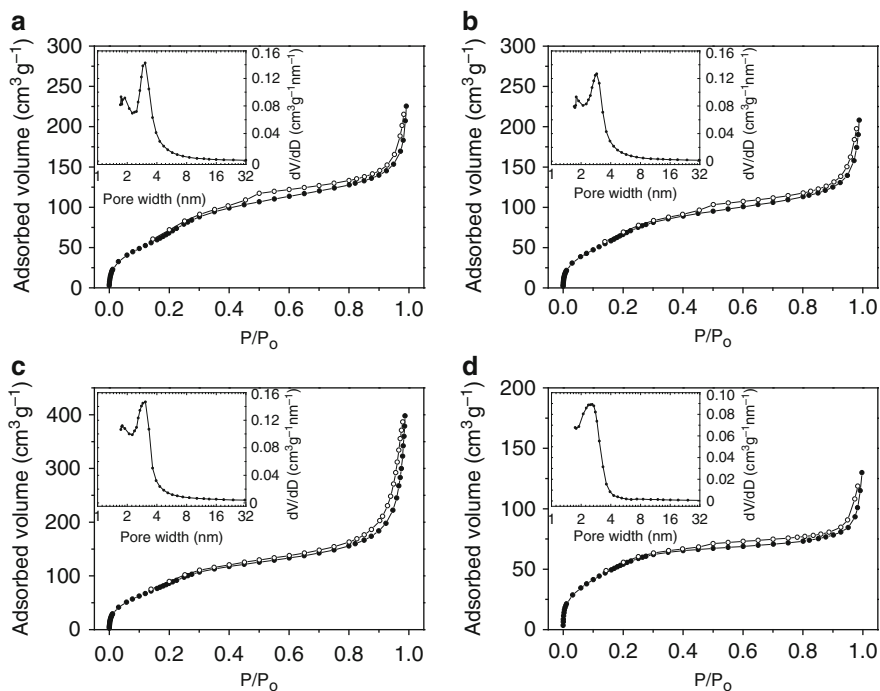 a
300
250
200
150
100
50
0
Adsorbed volume (cm³g⁻¹)
0.0 0.2 0.4 0.6 0.8 1.0
P/P₀
0.16
0.12
0.08
0.04
0
dV/dD (cm³g⁻¹nm⁻¹)
1 2 4 8 16 32
Pore width (nm)
b
300
250
200
150
100
50
0
Adsorbed volume (cm³g⁻¹)
0.0 0.2 0.4 0.6 0.8 1.0
P/P₀
0.16
0.12
0.08
0.04
0
dV/dD (cm³g⁻¹nm⁻¹)
1 2 4 8 16 32
Pore width (nm)
c
400
300
200
100
0
Adsorbed volume (cm³g⁻¹)
0.0 0.2 0.4 0.6 0.8 1.0
P/P₀
0.16
0.12
0.08
0.04
0
dV/dD (cm³g⁻¹nm⁻¹)
1 2 4 8 16 32
Pore width (nm)
d
200
150
100
50
0
Adsorbed volume (cm³g⁻¹)
0.0 0.2 0.4 0.6 0.8 1.0
P/P₀
0.10
0.08
0.06
0.04
0.02
0
dV/dD (cm³g⁻¹nm⁻¹)
1 2 4 8 16 32
Pore width (nm)